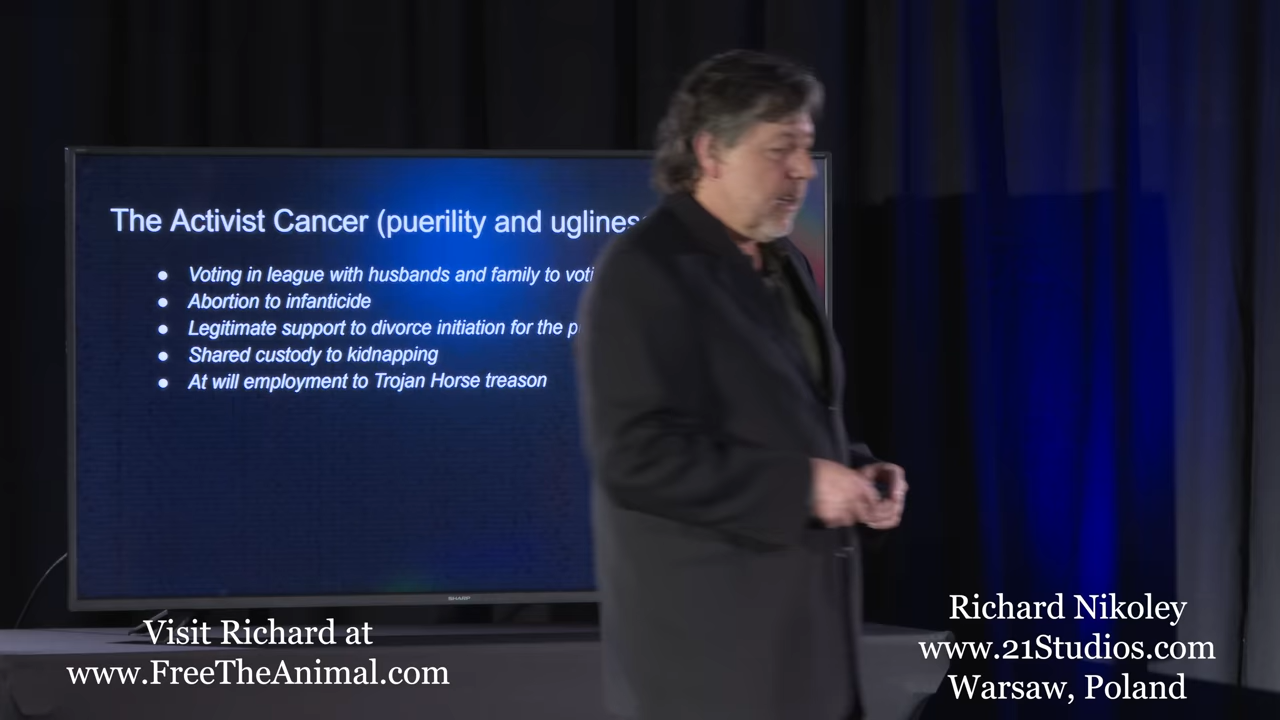 The Activist Cancer (puerility and
Voting in league with husbands and family to
Abortion to infanticide
Legitimate support to divorce initiation for the
Shared custody to kidnapping
At will employment to Trojan Horse treason
SHARP
Visit Richard at
www.FreeTheAnimal.com
Richard Nikoley
www.21Studios.com
Warsaw, Poland